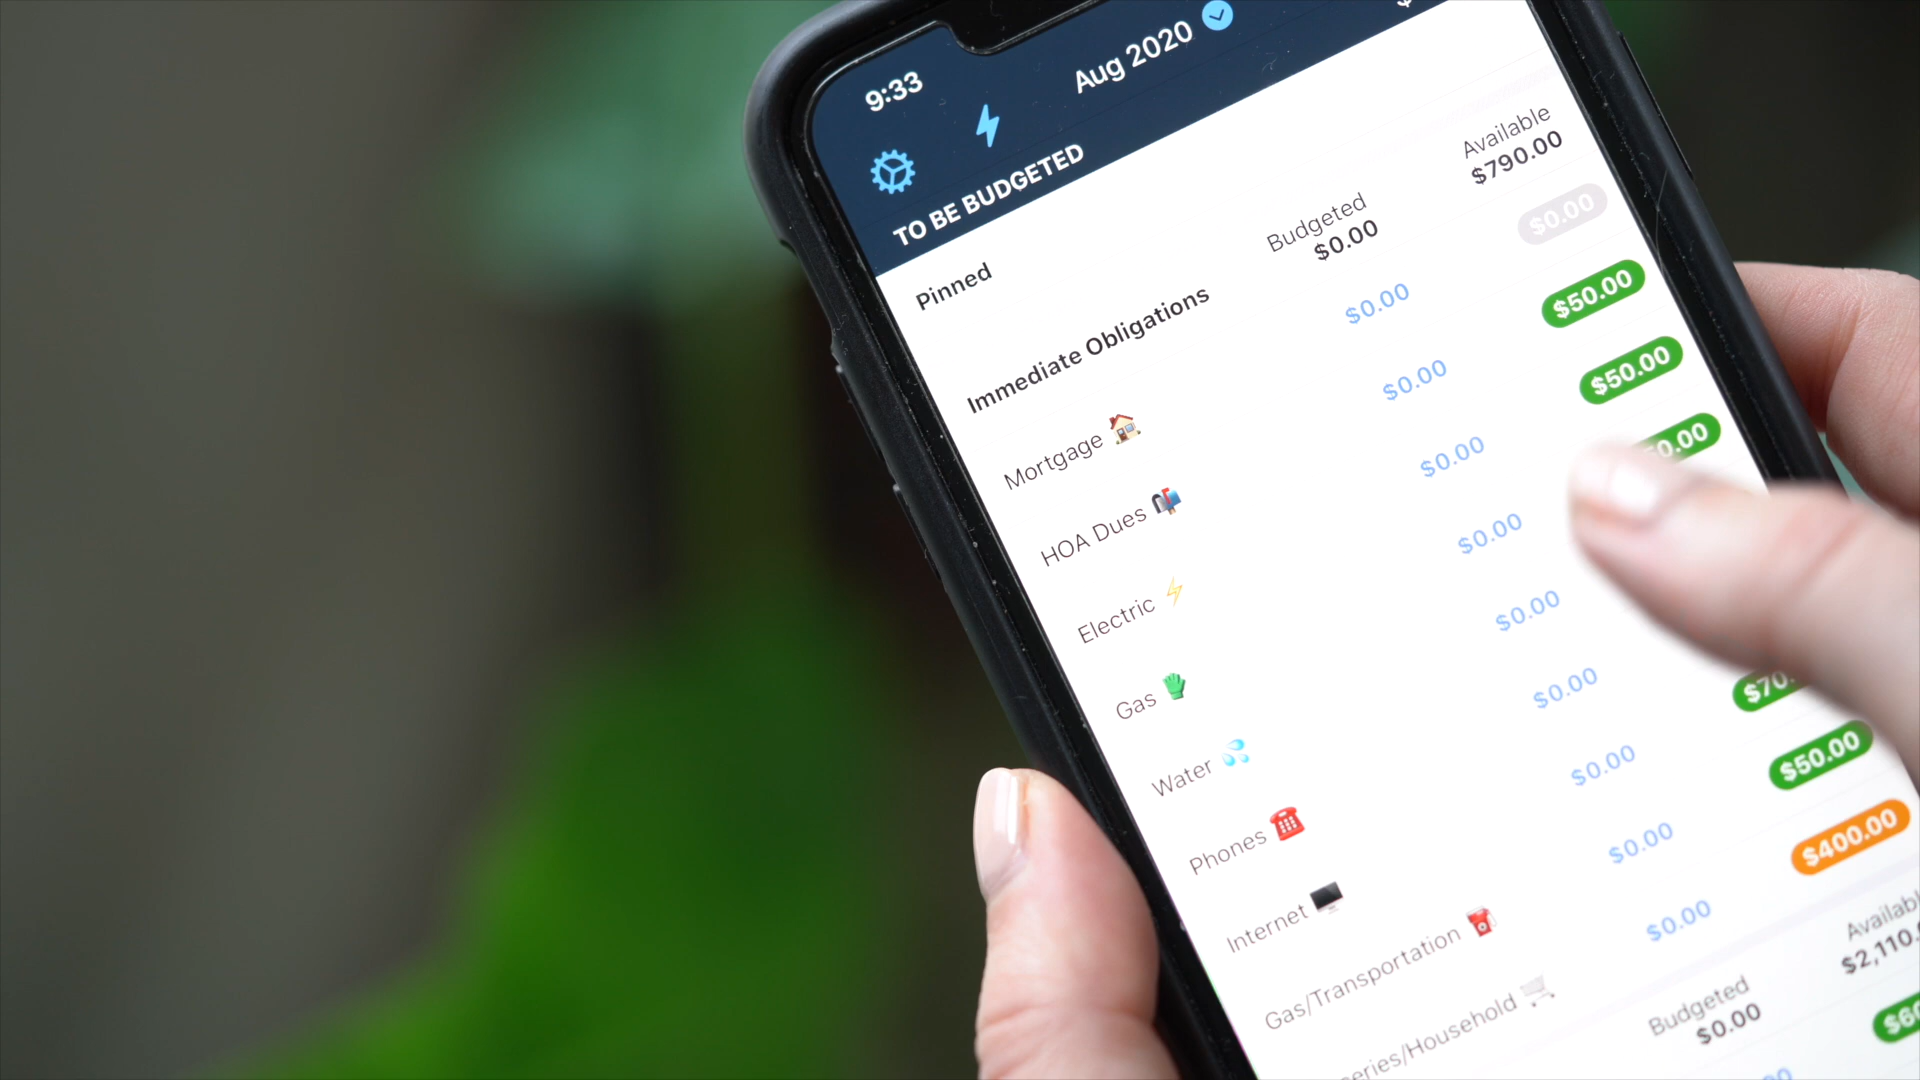 9:33
Aug 2020
TO BE BUDGETED
Pinned
Immediate Obligations
Budgeted
$0.00
Available
$790.00
Mortgage 🏠 $0.00 $0.00
HOA Dues 📬 $0.00 $50.00
Electric ⚡ $0.00 $50.00
Gas $0.00
Water 💦 $0.00
Phones ☎️ $0.00
Internet 🖥️ $0.00
Gas/Transportation ⛽ $0.00 $50.00
/Household 🛒 $0.00 $400.00
Budgeted
$0.00